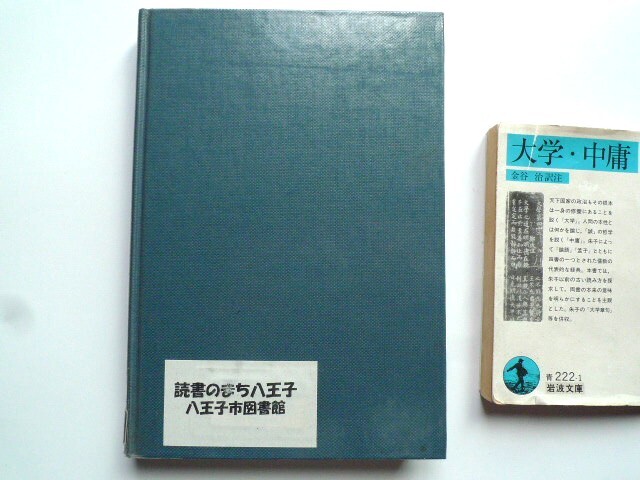 読書のまち八王子
八王子市図書館
大学・中庸
金谷 治訳注
天下国家の政治もその根本
は一身の修養にあることを
説く「大学」。人間の本性と
は何かを論じ、「誠」の哲学
を説く「中庸」。朱子によっ
て『論語』『孟子』とともに
四書の一つとされた儒教の
代表的な経典。本書では、
朱子以前の古い読み方を探
求して、両書の本来の意味
を明らかにすることを主眼
とした。朱子の「大学章句」
等を併収。
青 222-1
岩波文庫